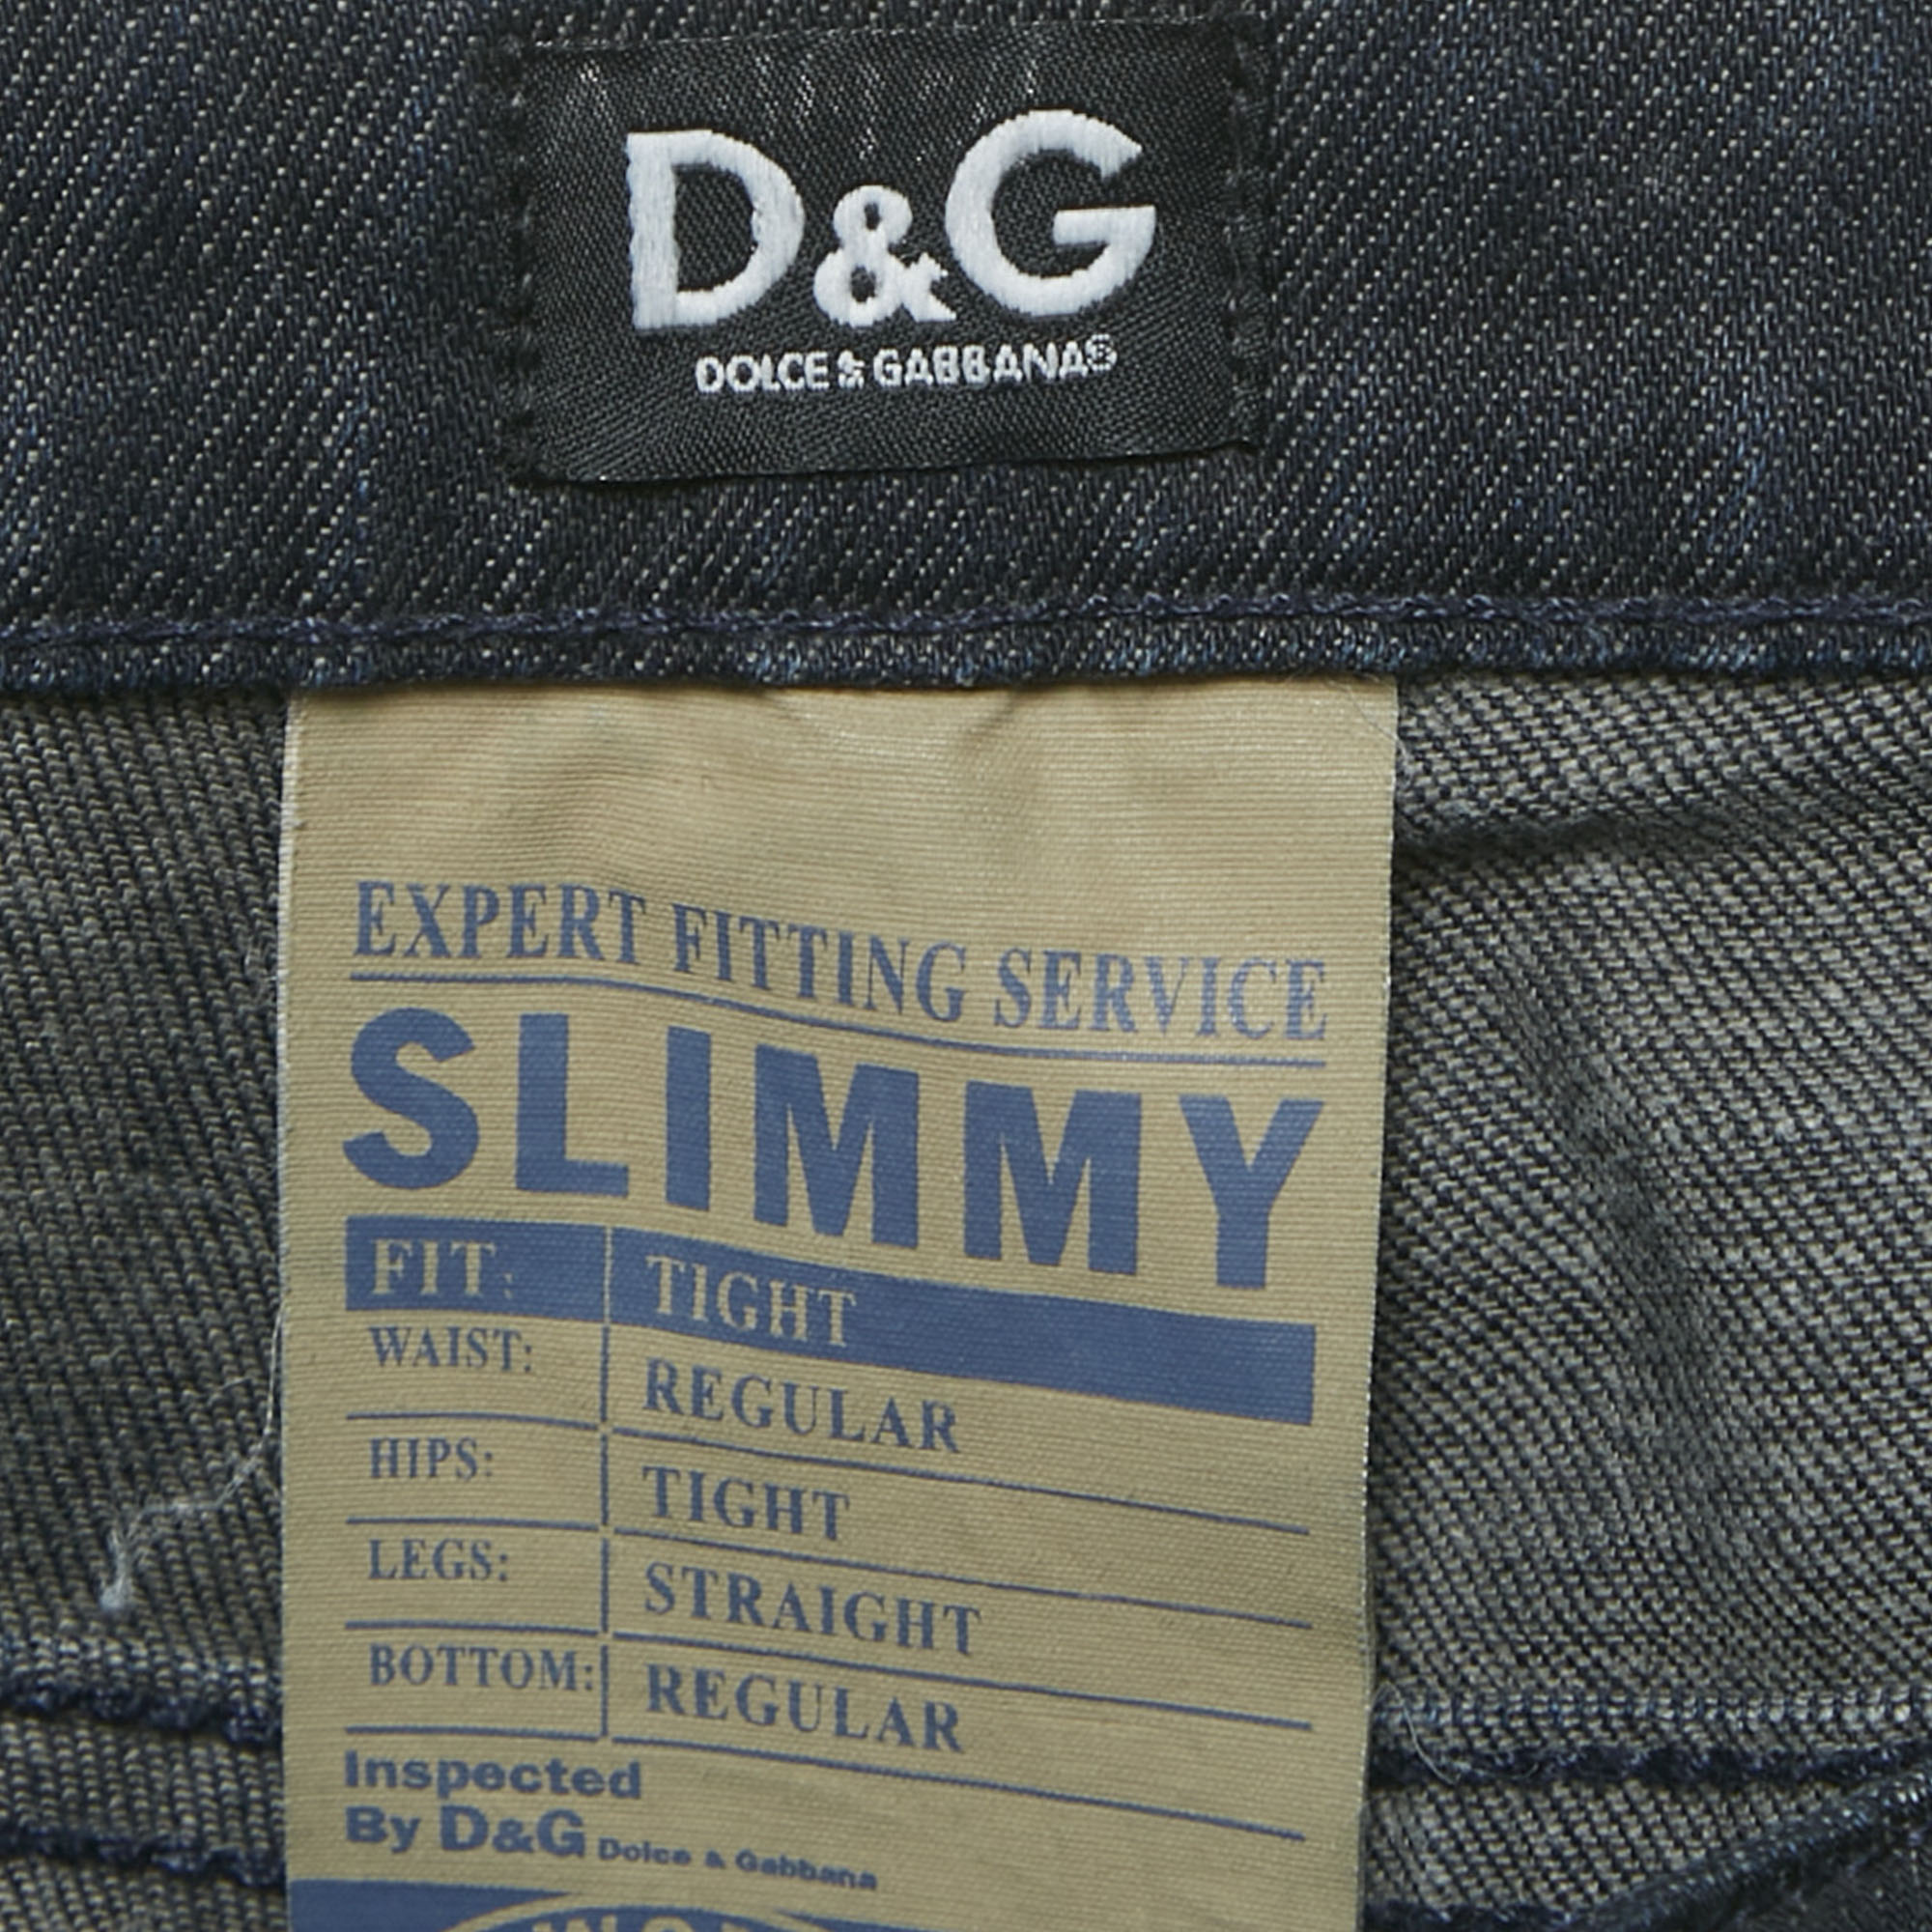 D&G
DOLCE & GABBANA®
EXPERT FITTING SERVICE
SLIMMY
FIT: TIGHT
WAIST: REGULAR
HIPS: TIGHT
LEGS: STRAIGHT
BOTTOM: REGULAR
Inspected
By D&G Dolce & Gabbana